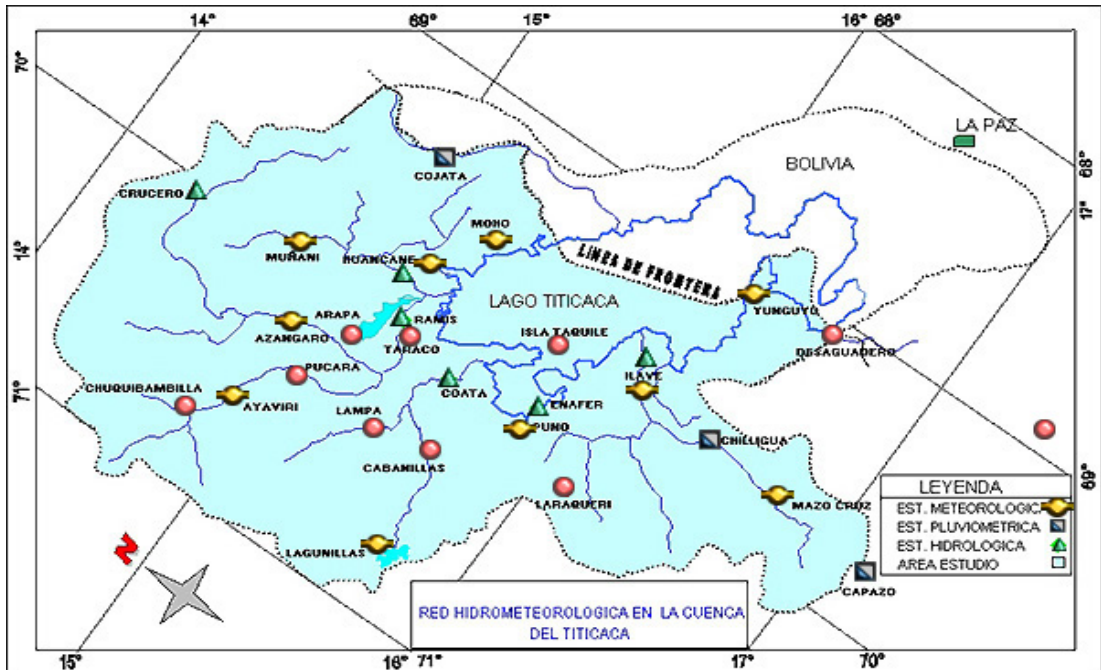 14°
69°
15°
16° 68°
70°
LA PAZ
BOLIVIA
COJATA
CRUCERO
68°
17°
MOHO
MUÑANI
HUANCANE
14°
LINEA DE FRONTERA
LAGO TITICACA
YUNGUYO
ARAPA
RAMIS
AZANGARO
TARACO
ISLA TAQUILE
DESAGUADERO
PUCARA
ILAVE
CHUQUIBAMBILLA
71°
AYAVIRI
COATA
LAMPA
ENAFER
PUNO
CHILLIGUA
CABANILLAS
69°
LARAQUERI
MAZO CRUZ
LEYENDA
EST. METEOROLOGICA
EST. PLUVIOMETRICA
EST. HIDROLOGICA
AREA ESTUDIO
LAGUNILLAS
N
CAPAZO
RED HIDROMETEOROLOGICA EN LA CUENCA
DEL TITICACA
15°
16° 71°
17°
70°